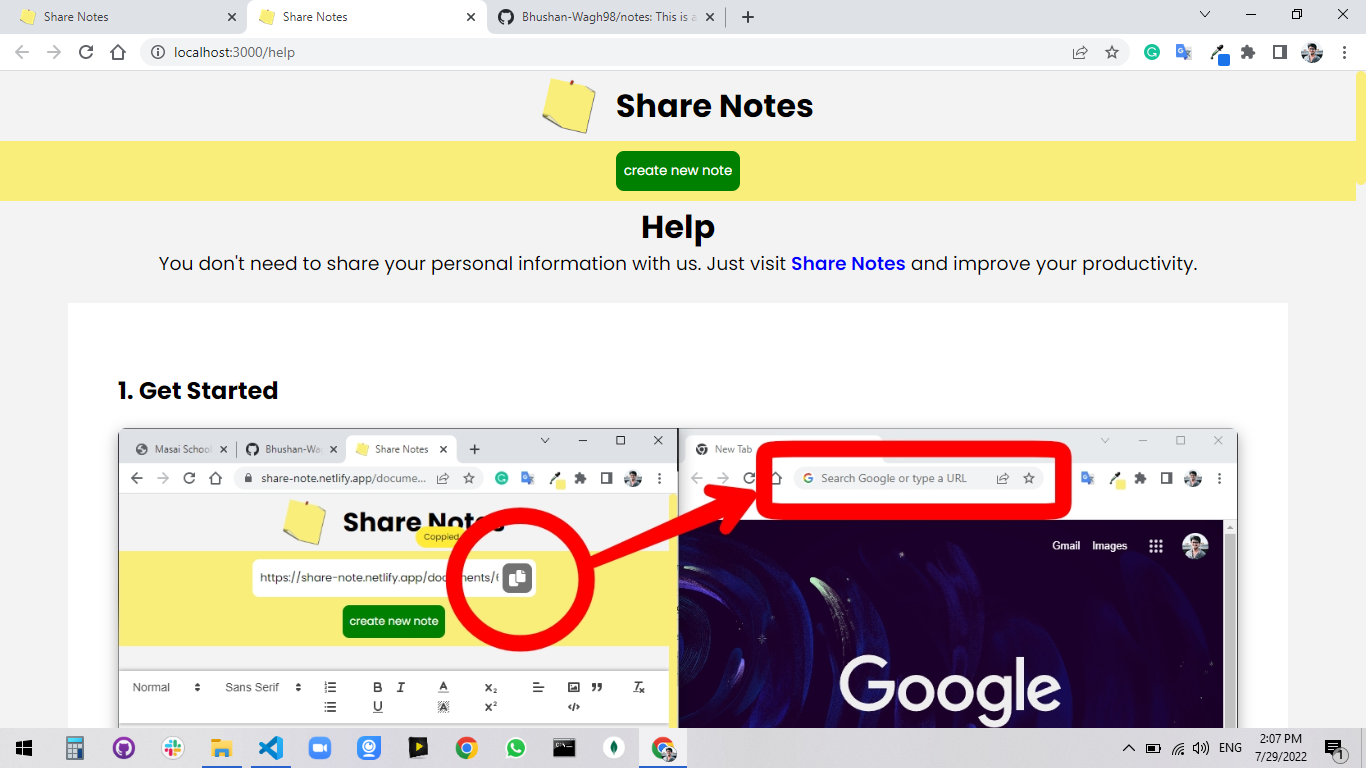 Share Notes
Share Notes
Bhushan-Wagh98/notes: This is a
localhost:3000/help
Share Notes
create new note
Help
You don't need to share your personal information with us. Just visit Share Notes and improve your productivity.
1. Get Started
Masai School
Bhushan-Wa
Share Notes
New Tab
share-note.netlify.app/docume...
Search Google or type a URL
Share Notes
Coppied
Gmail Images
https://share-note.netlify.app/documents/
create new note
Google
Normal Sans Serif
ENG
2:07 PM
7/29/2022
1